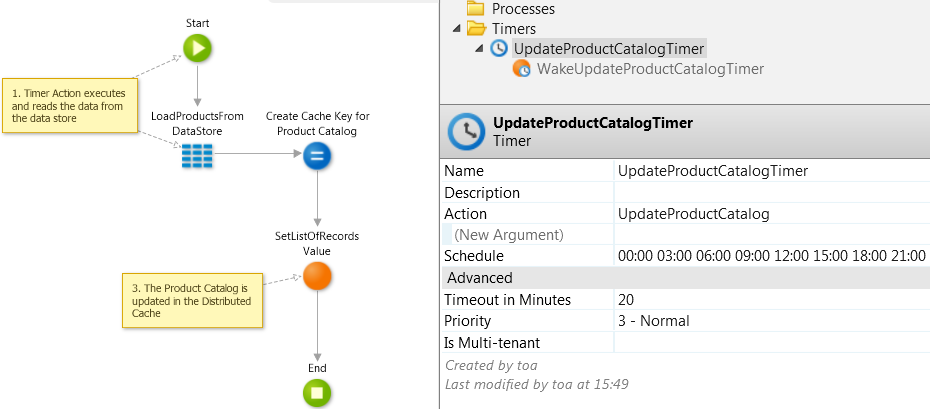 Start
1. Timer Action executes
and reads the data from
the data store
LoadProductsFrom
DataStore
Create Cache Key for
Product Catalog
SetListOfRecords
Value
3. The Product Catalog is
updated in the Distributed
Cache
End
Processes
Timers
UpdateProductCatalogTimer
WakeUpdateProductCatalogTimer
UpdateProductCatalogTimer
Timer
Name UpdateProductCatalogTimer
Description
Action UpdateProductCatalog
(New Argument)
Schedule 00:00 03:00 06:00 09:00 12:00 15:00 18:00 21:00
Advanced
Timeout in Minutes 20
Priority 3 - Normal
Is Multi-tenant
Created by toa
Last modified by toa at 15:49